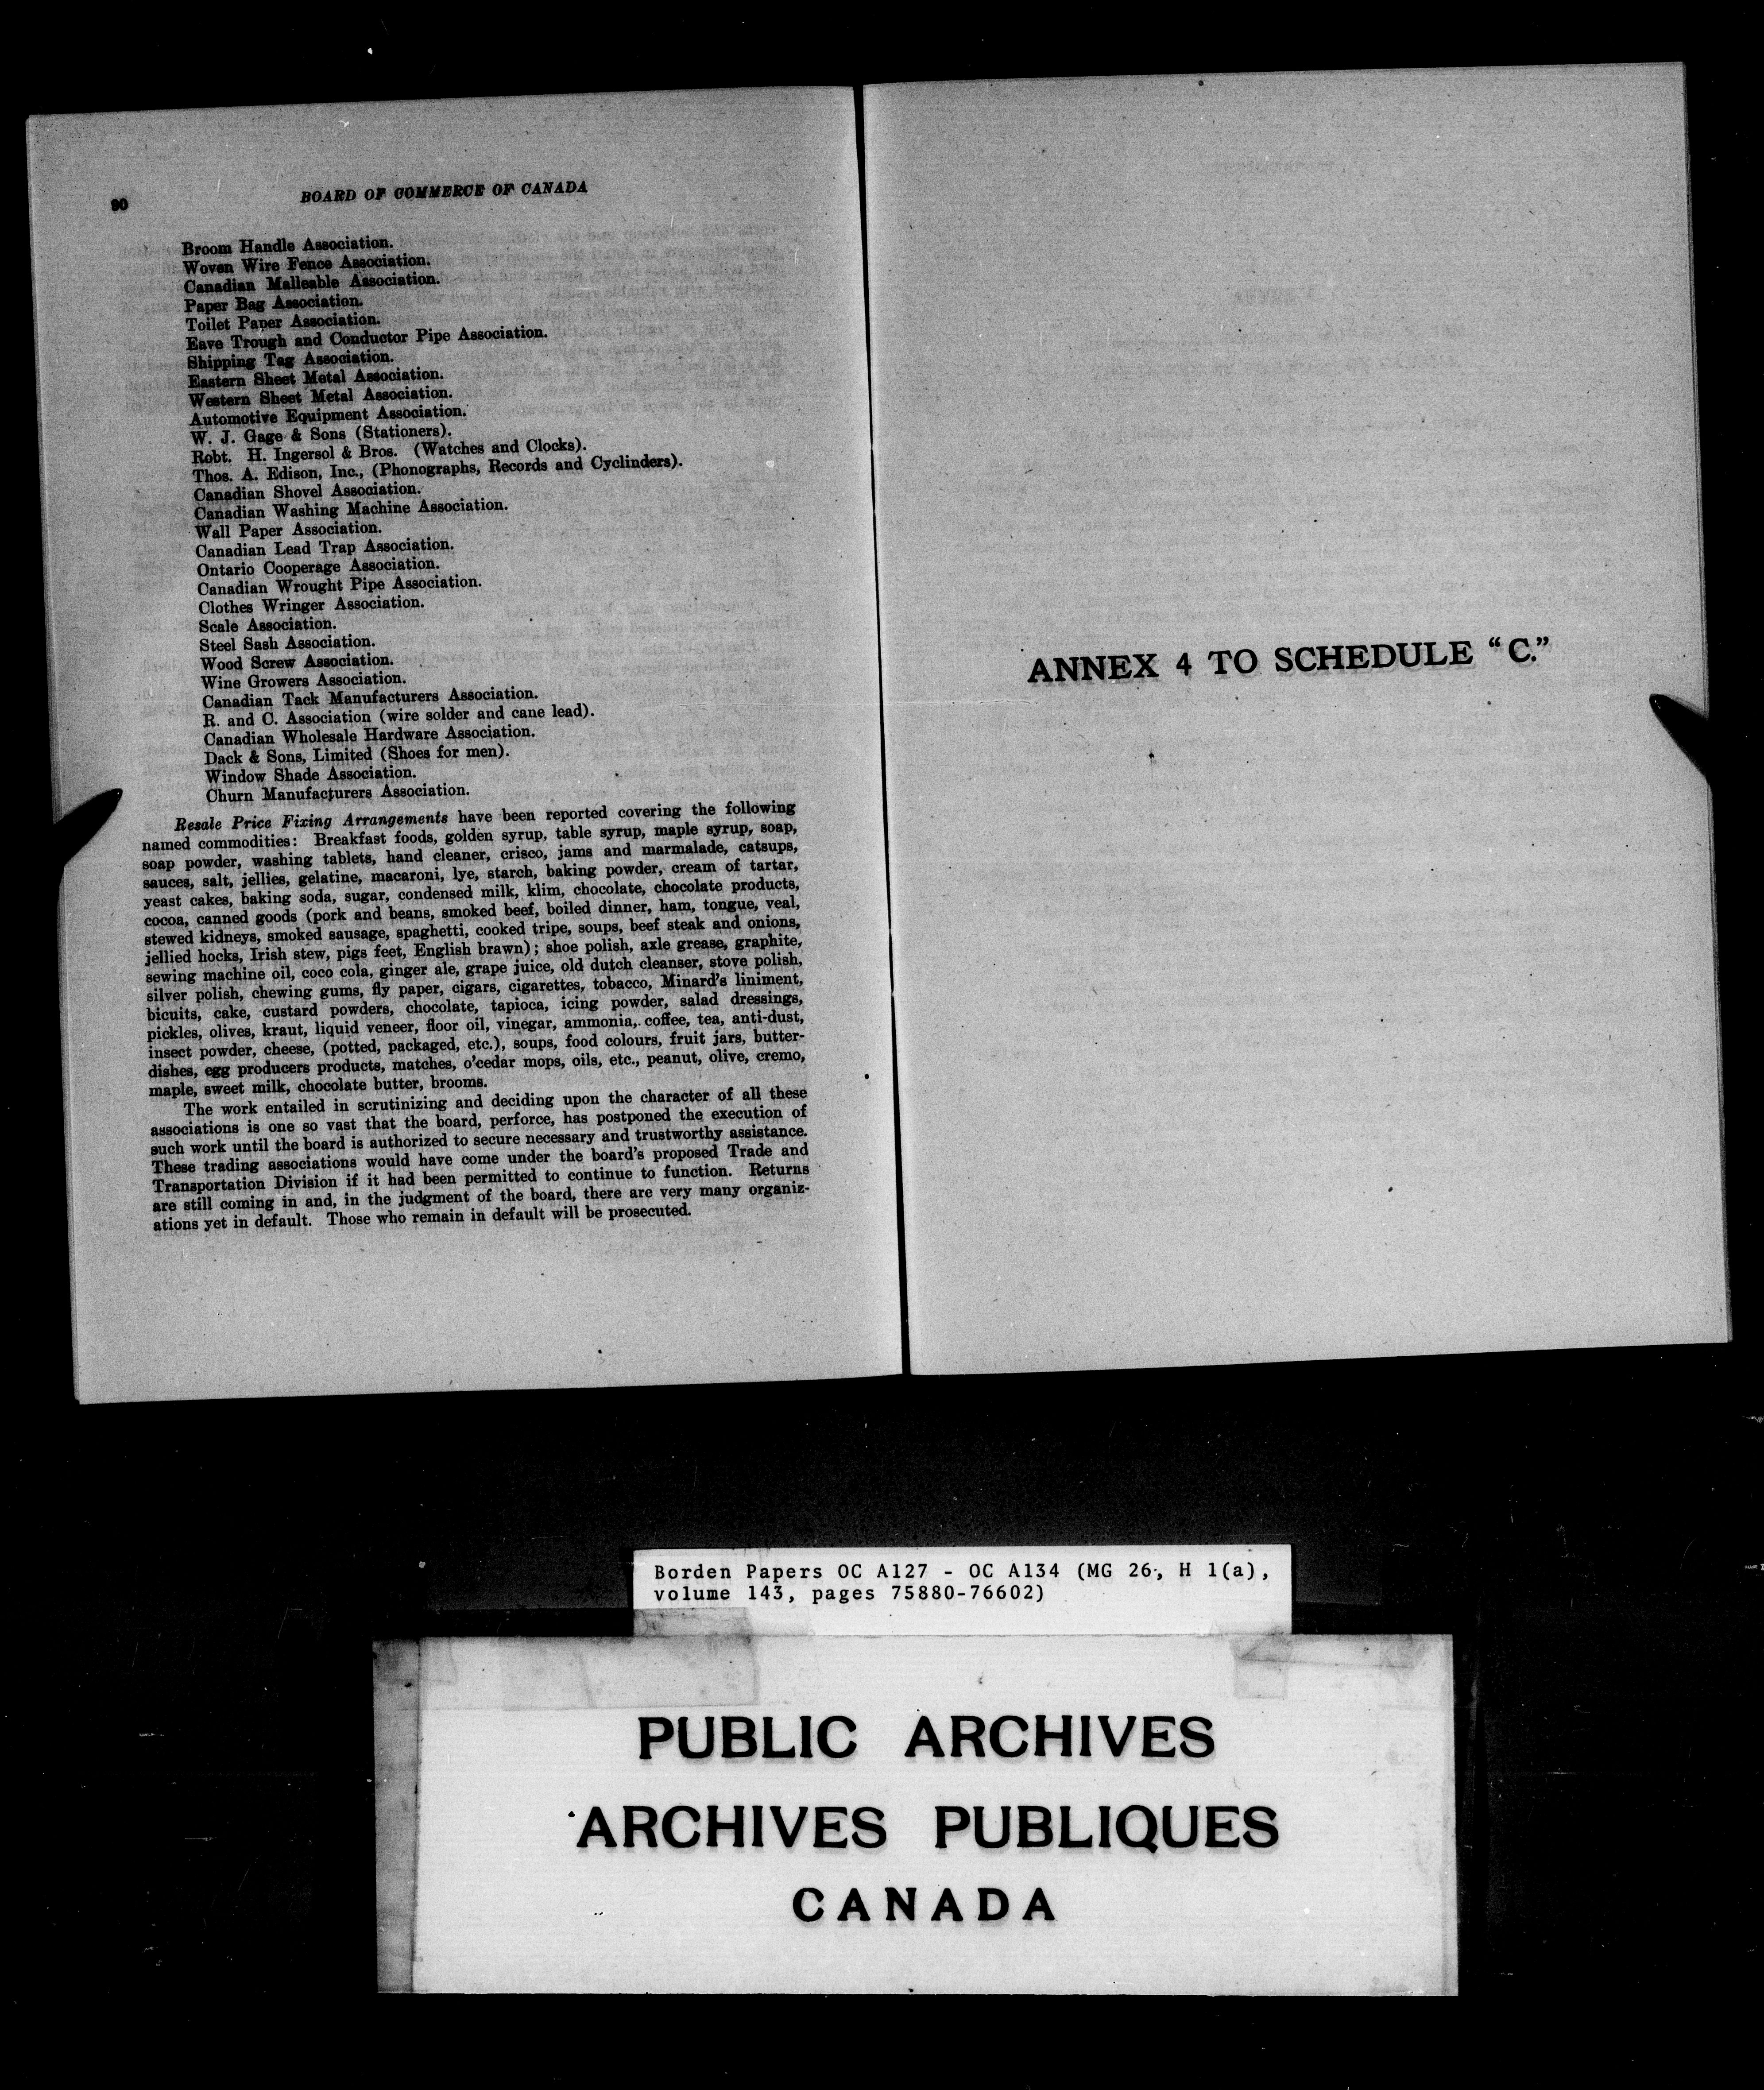 90
BOARD OF COMMERCE OF CANADA
Broom Handle Association.
Woven Wire Fence Association.
Canadian Malleable Association.
Paper Bag Association.
Toilet Paper Association.
Eave Trough and Conductor Pipe Association.
Shipping Tag Association.
Eastern Sheet Metal Association.
Western Sheet Metal Association.
Automotive Equipment Association.
W. J. Gage & Sons (Stationers).
Robt. H. Ingersol & Bros. (Watches and Clocks).
Thos. A. Edison, Inc., (Phonographs, Records and Cyclinders).
Canadian Shovel Association.
Canadian Washing Machine Association.
Wall Paper Association.
Canadian Lead Trap Association.
Ontario Cooperage Association.
Canadian Wrought Pipe Association.
Clothes Wringer Association.
Scale Association.
Steel Sash Association.
Wood Screw Association.
Wine Growers Association.
Canadian Tack Manufacturers Association.
R. and C. Association (wire solder and cane lead).
Canadian Wholesale Hardware Association.
Dack & Sons, Limited (Shoes for men).
Window Shade Association.
Churn Manufacturers Association.
Resale Price Fixing Arrangements have been reported covering the following
named commodities: Breakfast foods, golden syrup, table syrup, maple syrup, soap,
soap powder, washing tablets, hand cleaner, crisco, jams and marmalade, catsups,
sauces, salt, jellies, gelatine, macaroni, lye, starch, baking powder, cream of tartar,
yeast cakes, baking soda, sugar, condensed milk, klim, chocolate, chocolate products,
cocoa, canned goods (pork and beans, smoked beef, boiled dinner, ham, tongue, veal,
stewed kidneys, smoked sausage, spaghetti, cooked tripe, soups, beef steak and onions,
jellied hocks, Irish stew, pigs feet, English brawn); shoe polish, axle grease, graphite,
sewing machine oil, coco cola, ginger ale, grape juice, old dutch cleanser, stove polish,
silver polish, chewing gums, fly paper, cigars, cigarettes, tobacco, Minard's liniment,
bicuits, cake, custard powders, chocolate, tapioca, icing powder, salad dressings,
pickles, olives, kraut, liquid veneer, floor oil, vinegar, ammonia, coffee, tea, anti-dust,
insect powder, cheese, (potted, packaged, etc.), soups, food colours, fruit jars, butter-
dishes, egg producers products, matches, o'cedar mops, oils, etc., peanut, olive, cremo,
maple, sweet milk, chocolate butter, brooms.
The work entailed in scrutinizing and deciding upon the character of all these
associations is one so vast that the board, perforce, has postponed the execution of
such work until the board is authorized to secure necessary and trustworthy assistance.
These trading associations would have come under the board's proposed Trade and
Transportation Division if it had been permitted to continue to function. Returns
are still coming in and, in the judgment of the board, there are very many organiz-
ations yet in default. Those who remain in default will be prosecuted.
ANNEX 4 TO SCHEDULE "C."
Borden Papers OC A127 - OC A134 (MG 26, H 1(a),
volume 143, pages 75880-76602)
PUBLIC ARCHIVES
ARCHIVES PUBLIQUES
CANADA